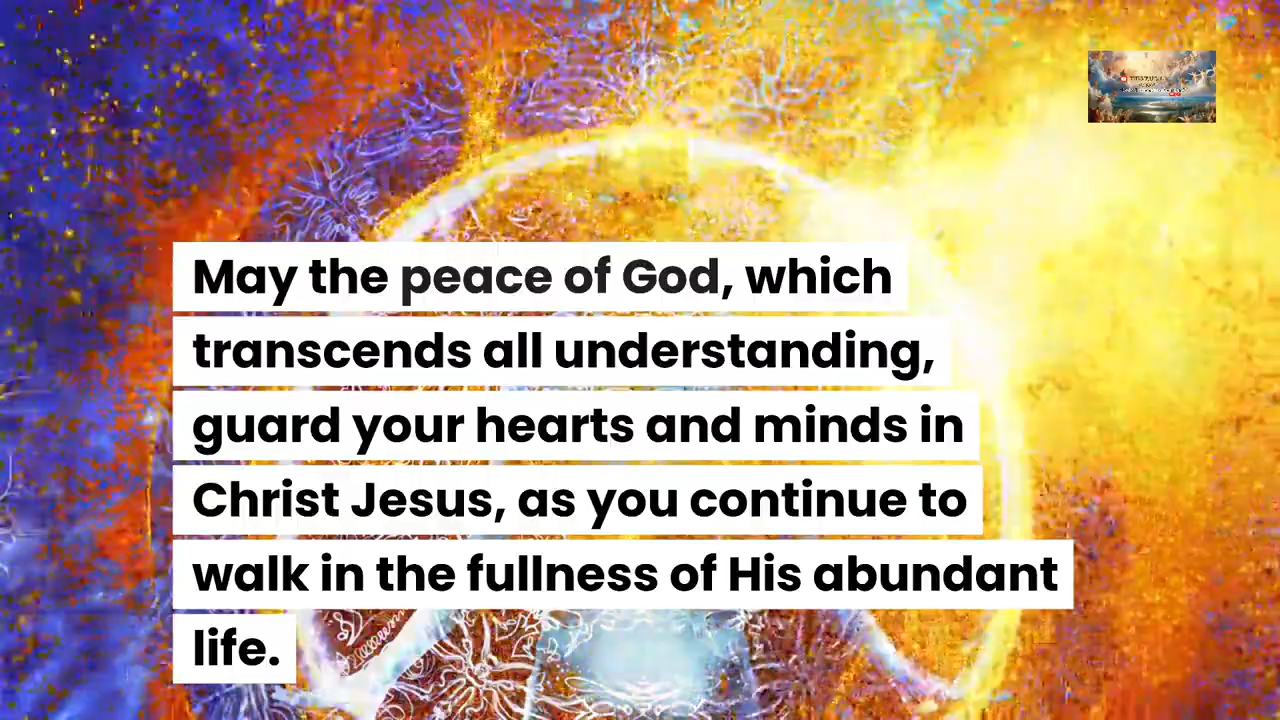 May the peace of God, which
transcends all understanding,
guard your hearts and minds in
Christ Jesus, as you continue to
walk in the fullness of His abundant
life.